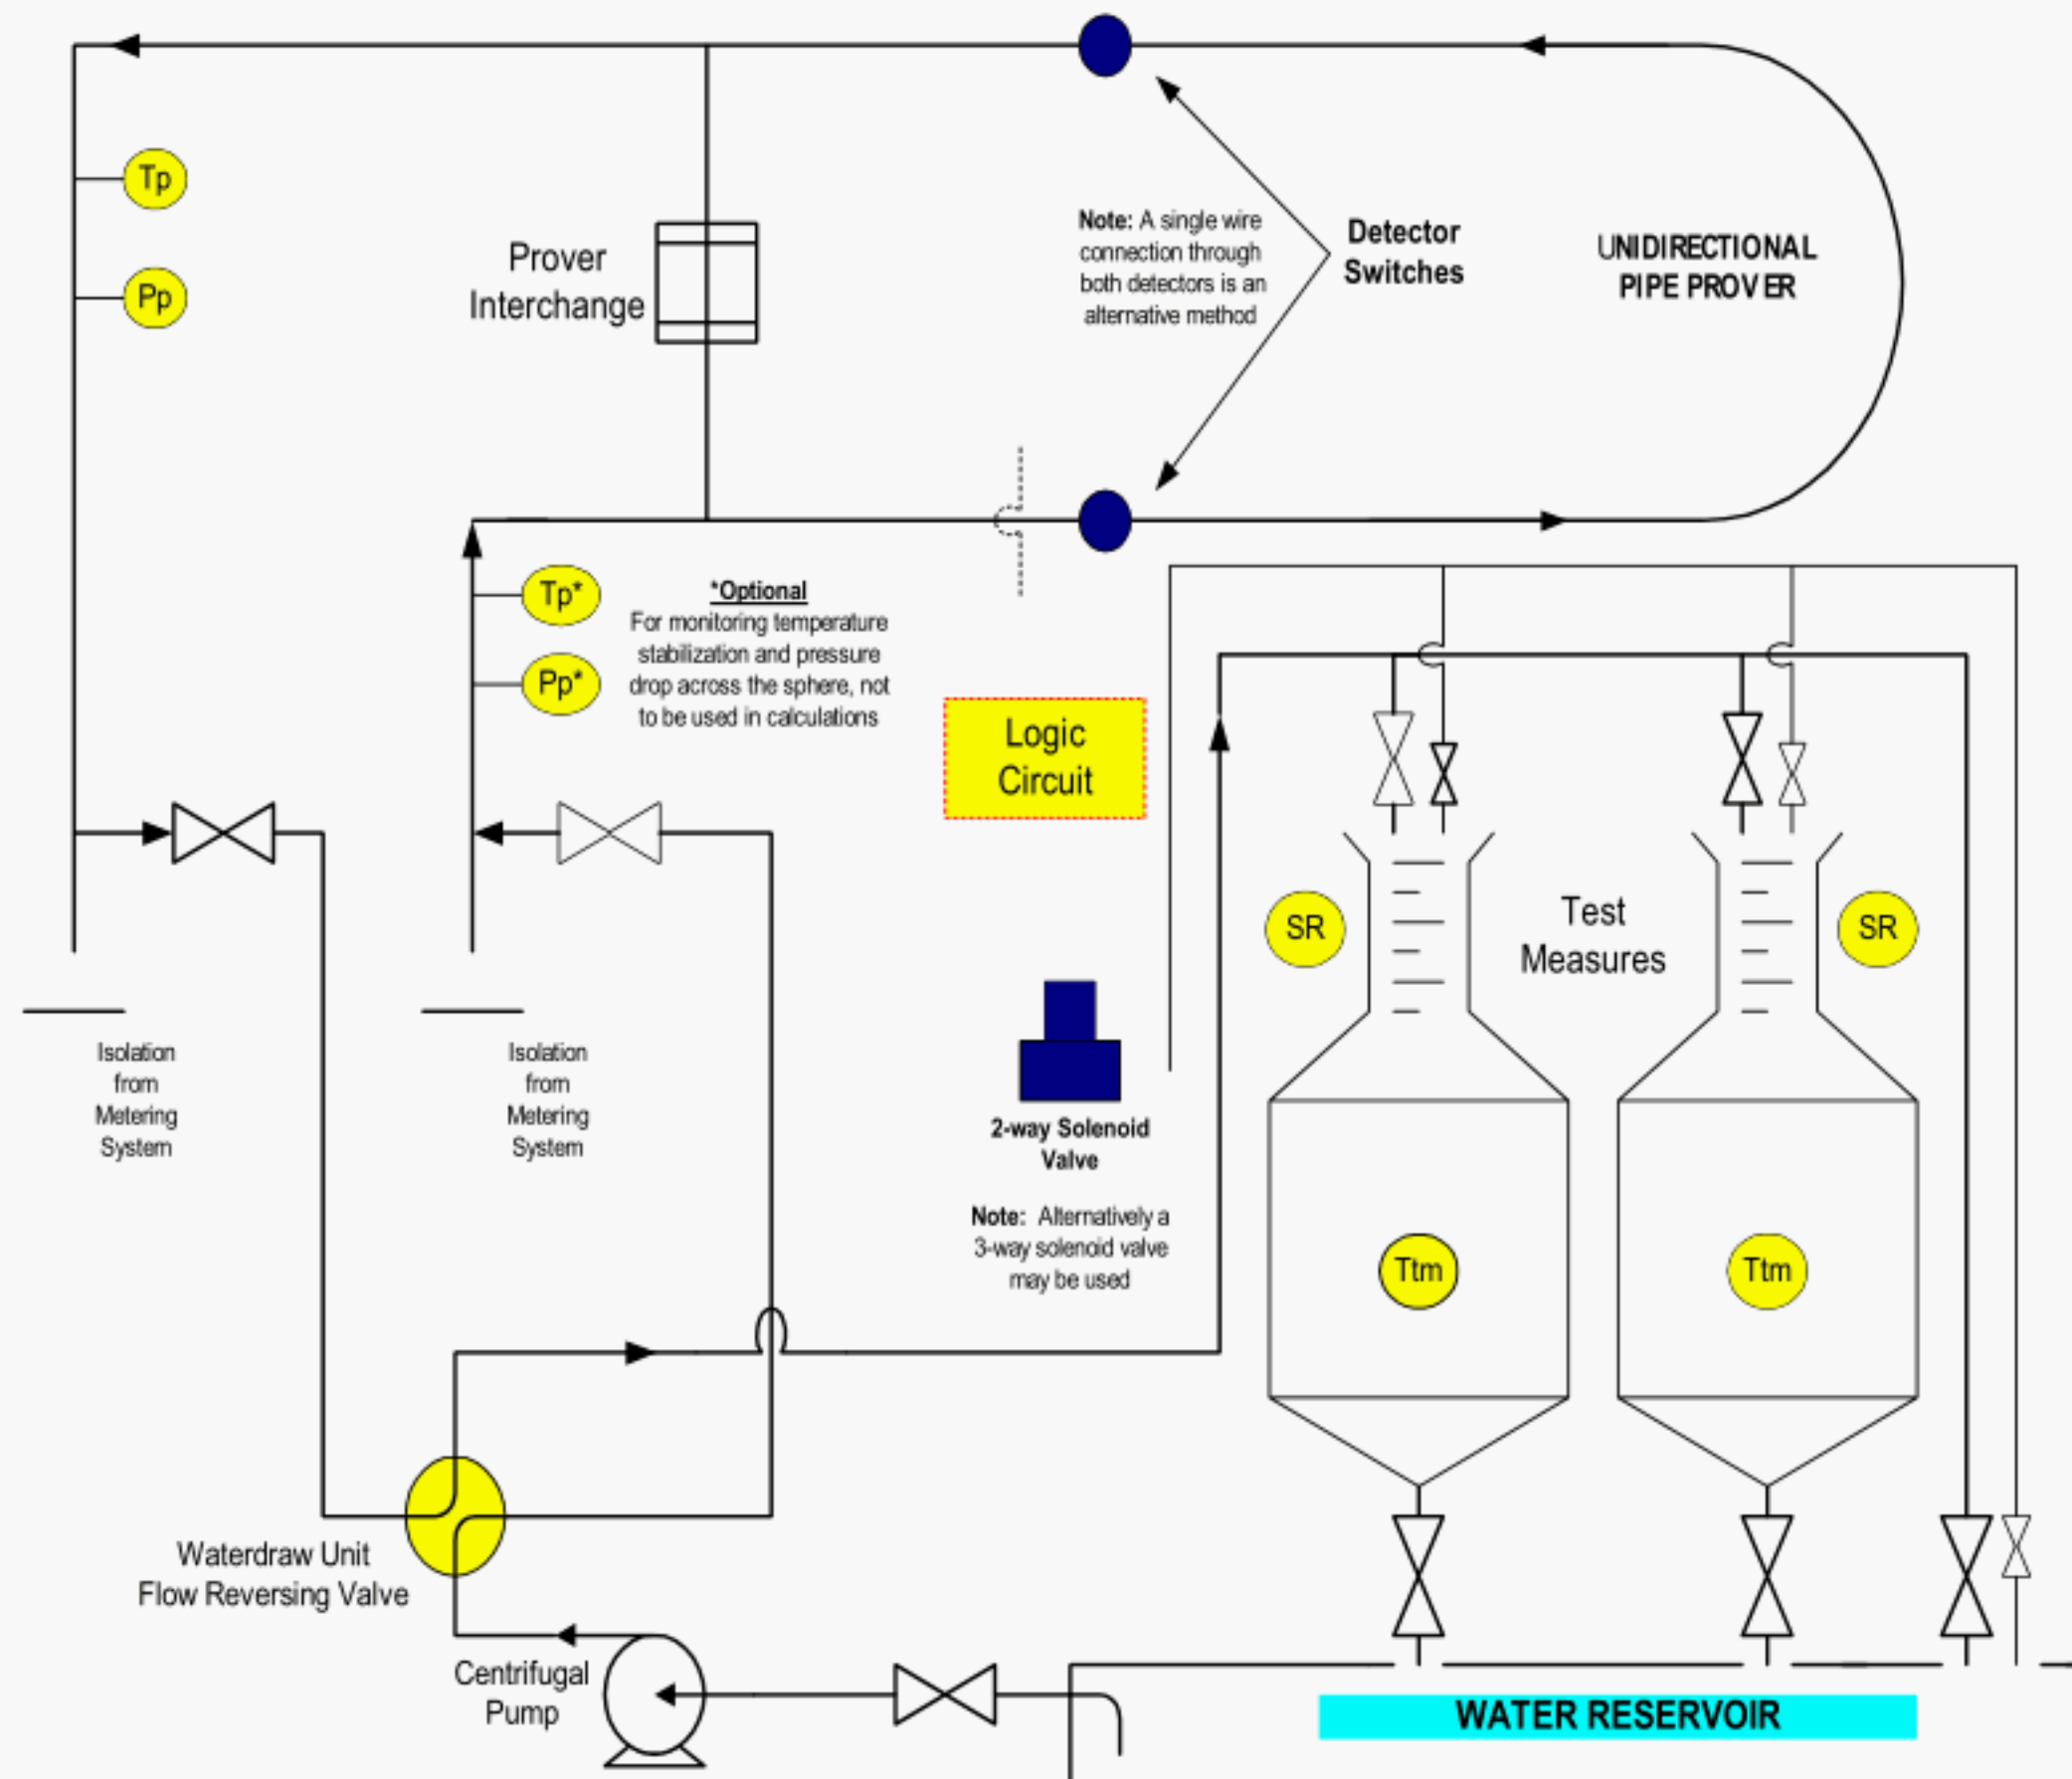 Tp
Pp
Prover
Interchange
Note: A single wire
connection through
both detectors is an
alternative method
Detector
Switches
UNIDIRECTIONAL
PIPE PROVER
Tp*
Pp*
*Optional
For monitoring temperature
stabilization and pressure
drop across the sphere, not
to be used in calculations
Logic
Circuit
SR
Test
Measures
SR
Isolation
from
Metering
System
Isolation
from
Metering
System
2-way Solenoid
Valve
Note: Alternatively a
3-way solenoid valve
may be used
Ttm
Ttm
Waterdraw Unit
Flow Reversing Valve
Centrifugal
Pump
WATER RESERVOIR